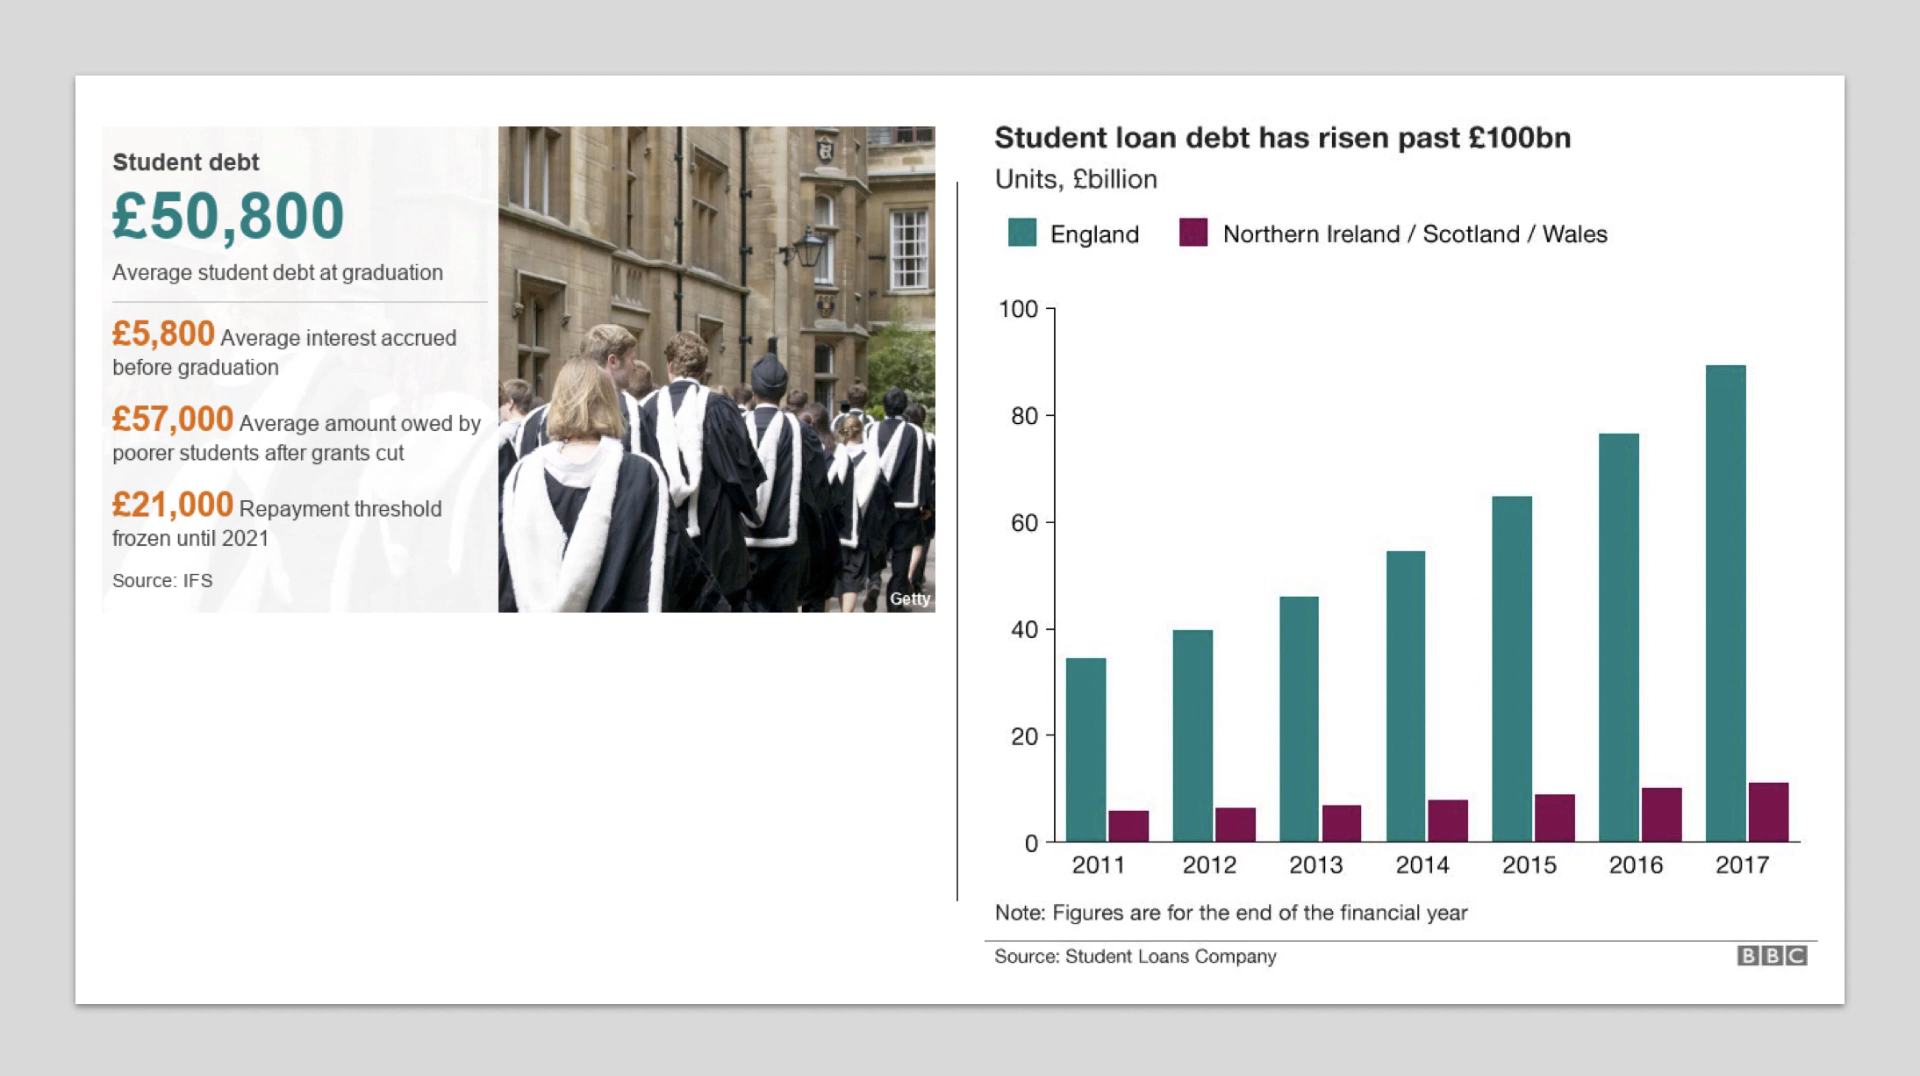 Student debt
£50,800
Average student debt at graduation
£5,800 Average interest accrued
before graduation
£57,000 Average amount owed by
poorer students after grants cut
£21,000 Repayment threshold
frozen until 2021
Source: IFS
Getty
Student loan debt has risen past £100bn
Units, £billion
England
Northern Ireland / Scotland / Wales
100
80
60
40
20
0
2011 2012 2013 2014 2015 2016 2017
Note: Figures are for the end of the financial year
Source: Student Loans Company
BBC